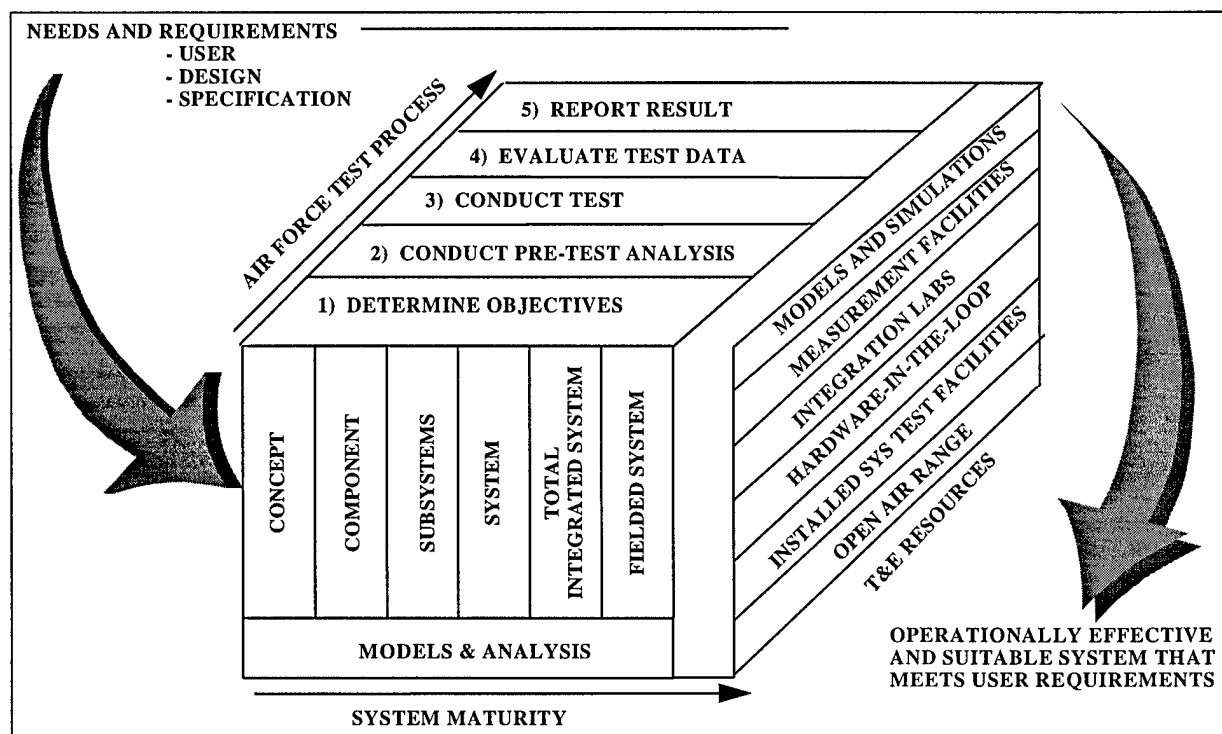 NEEDS AND REQUIREMENTS
- USER
- DESIGN
- SPECIFICATION
AIR FORCE TEST PROCESS
5) REPORT RESULT
4) EVALUATE TEST DATA
3) CONDUCT TEST
2) CONDUCT PRE-TEST ANALYSIS
1) DETERMINE OBJECTIVES
CONCEPT
COMPONENT
SUBSYSTEMS
SYSTEM
TOTAL
INTEGRATED SYSTEM
FIELDED SYSTEM
MODELS & ANALYSIS
SYSTEM MATURITY
MODELS AND SIMULATIONS
MEASUREMENT FACILITIES
INTEGRATION LABS
HARDWARE-IN-THE-LOOP
INSTALLED SYS TEST FACILITIES
OPEN AIR RANGE
T&E RESOURCES
OPERATIONALLY EFFECTIVE
AND SUITABLE SYSTEM THAT
MEETS USER REQUIREMENTS